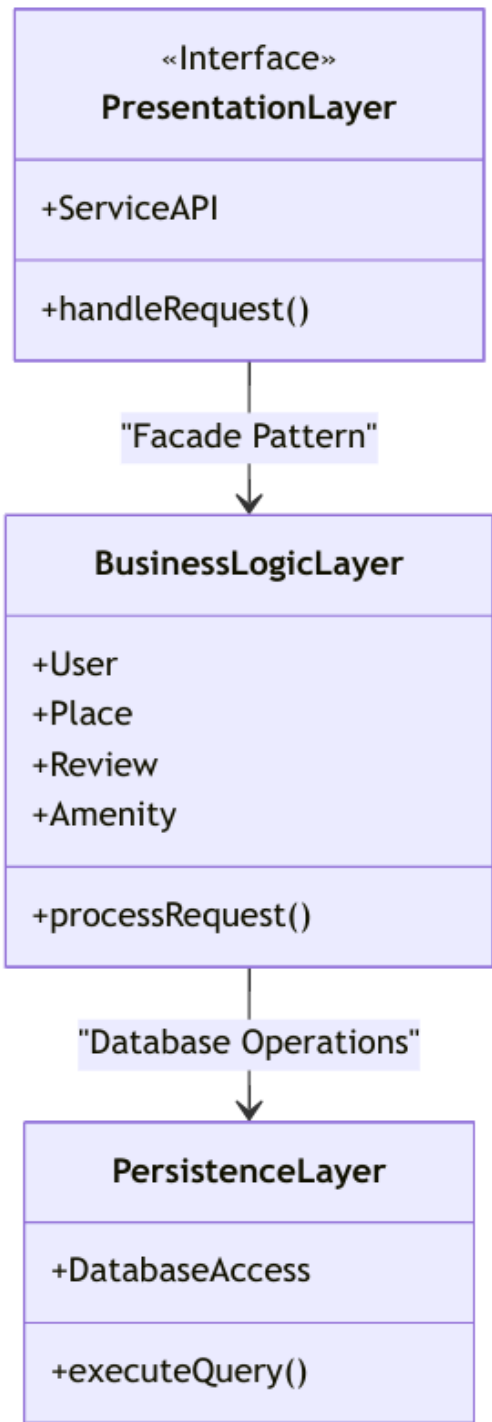 «Interface»
PresentationLayer
+ServiceAPI
+handleRequest()
"Facade Pattern"
BusinessLogicLayer
+User
+Place
+Review
+Amenity
+processRequest()
"Database Operations"
PersistenceLayer
+DatabaseAccess
+executeQuery()